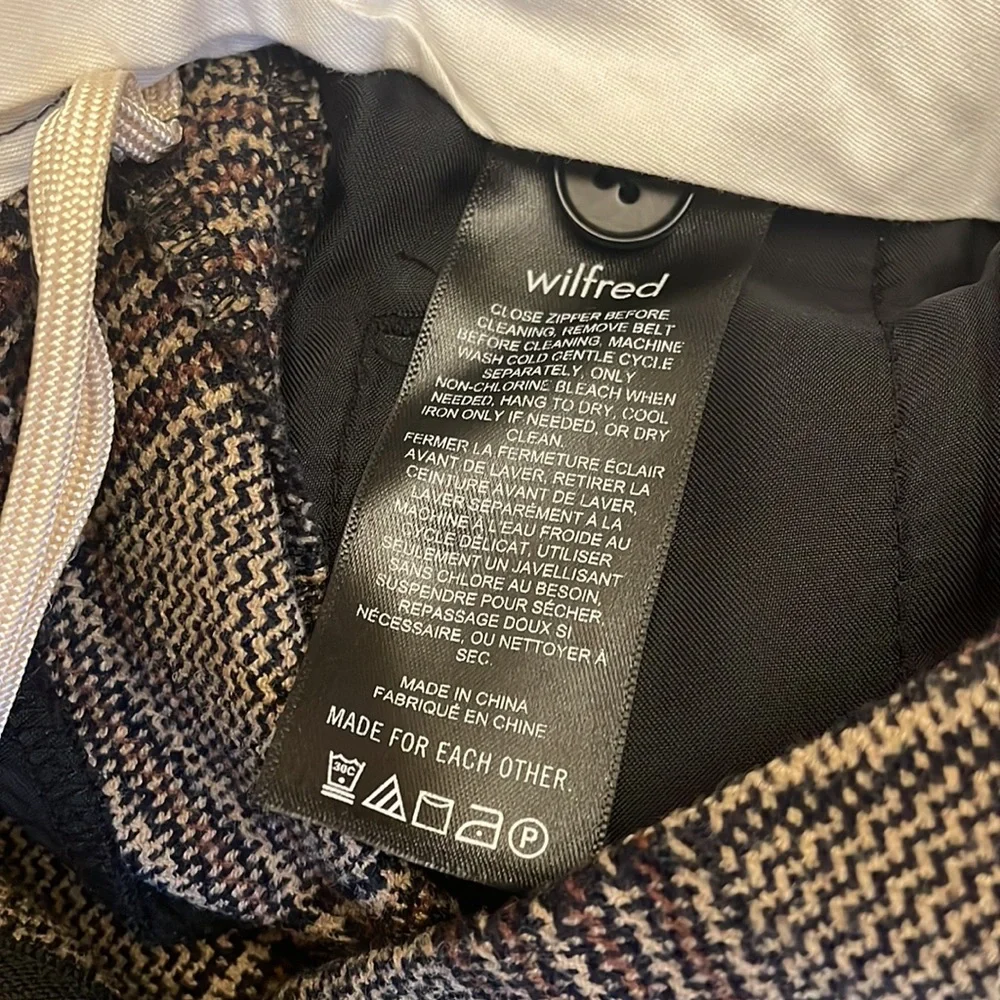 wilfred
CLOSE ZIPPER BEFORE
CLEANING, REMOVE BELT
BEFORE CLEANING, MACHINE
WASH COLD GENTLE CYCLE
SEPARATELY, ONLY
NON-CHLORINE BLEACH WHEN
NEEDED, HANG TO DRY, COOL
IRON ONLY IF NEEDED. OR DRY
CLEAN.
FERMER LA FERMETURE ÉCLAIR
AVANT DE LAVER, RETIRER LA
CEINTURE AVANT DE LAVER,
LAVER SÉPARÉMENT À LA
MACHINE À L'EAU FROIDE AU
CYCLE DÉLICAT, UTILISER
SEULEMENT UN JAVELLISANT
SANS CHLORE AU BESOIN,
SUSPENDRE POUR SÉCHER,
REPASSAGE DOUX SI
NÉCESSAIRE, OU NETTOYER À
SEC.
MADE IN CHINA
FABRIQUÉ EN CHINE
MADE FOR EACH OTHER.
30C P